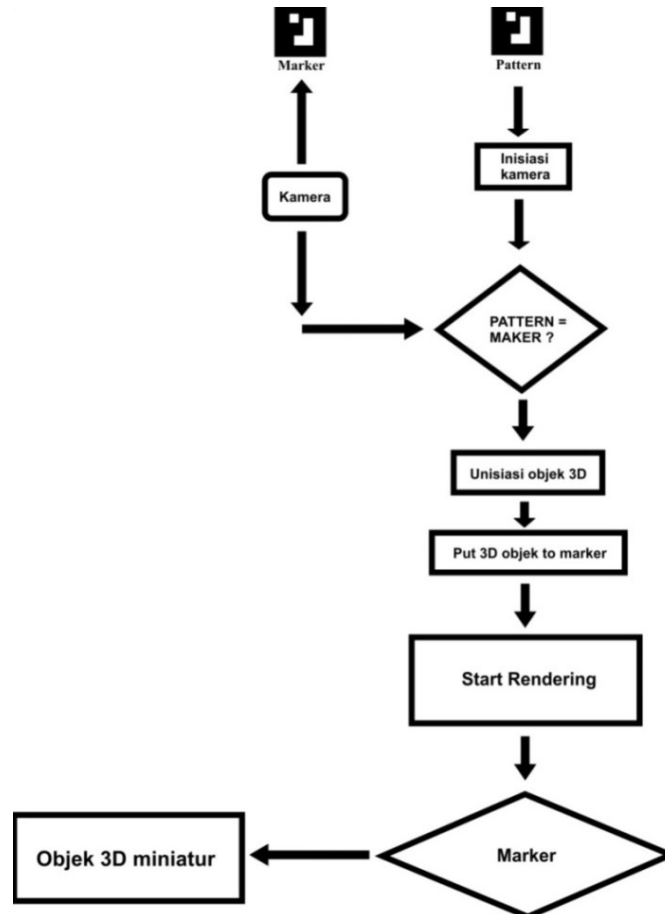 Marker
Pattern
Inisiasi
kamera
Kamera
PATTERN =
MAKER ?
Unisiasi objek 3D
Put 3D objek to marker
Start Rendering
Marker
Objek 3D miniatur